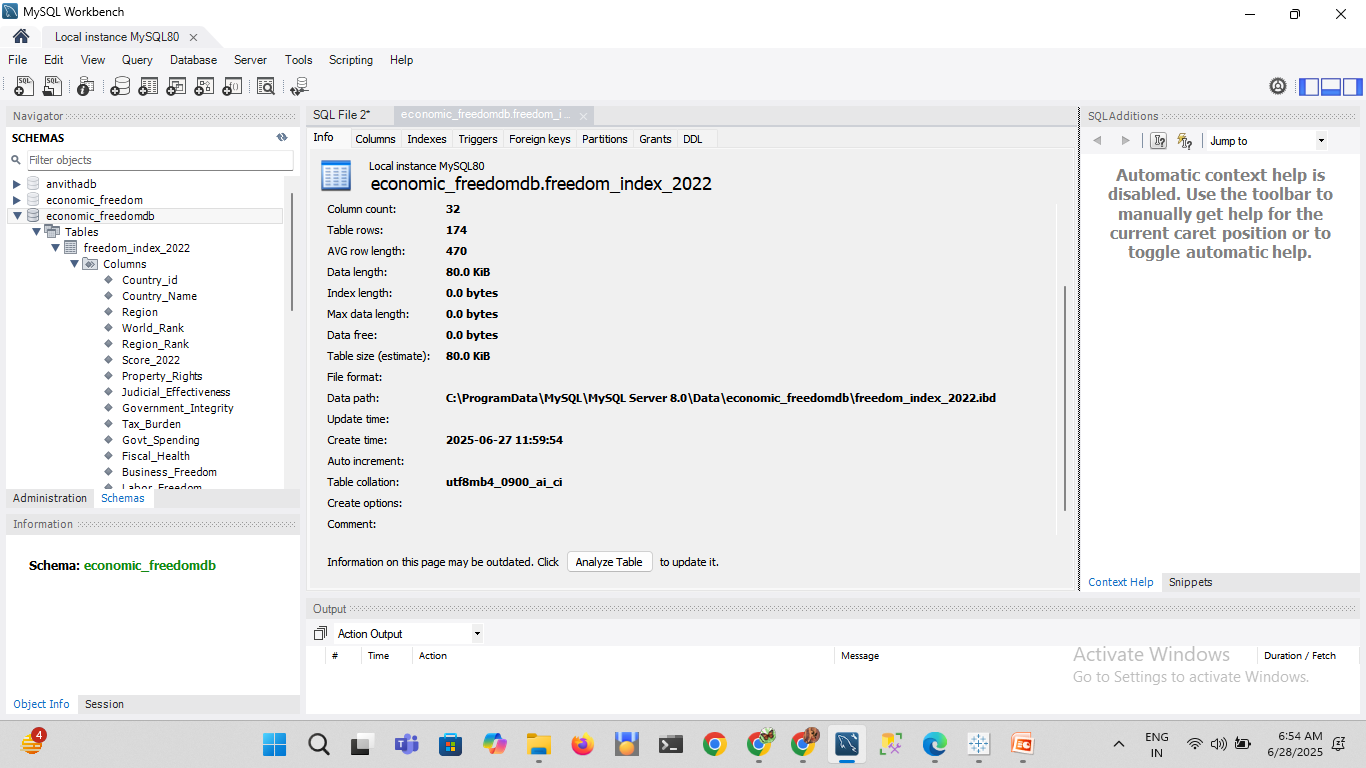 MySQL Workbench
Local instance MySQL80
File Edit View Query Database Server Tools Scripting Help
Navigator
SCHEMAS
Filter objects
anvithadb
economic_freedom
economic_freedomdb
Tables
freedom_index_2022
Columns
Country_id
Country_Name
Region
World_Rank
Region_Rank
Score_2022
Property_Rights
Judicial_Effectiveness
Government_Integrity
Tax_Burden
Govt_Spending
Fiscal_Health
Business_Freedom
Labor_Freedom
Administration Schemas
Information
Schema: economic_freedomdb
Object Info Session
SQL File 2* economic_freedomdb.freedom_i...
Info Columns Indexes Triggers Foreign keys Partitions Grants DDL
Local instance MySQL80
economic_freedomdb.freedom_index_2022
Column count: 32
Table rows: 174
AVG row length: 470
Data length: 80.0 KiB
Index length: 0.0 bytes
Max data length: 0.0 bytes
Data free: 0.0 bytes
Table size (estimate): 80.0 KiB
File format:
Data path: C:\ProgramData\MySQL\MySQL Server 8.0\Data\economic_freedomdb\freedom_index_2022.ibd
Update time:
Create time: 2025-06-27 11:59:54
Auto increment:
Table collation: utf8mb4_0900_ai_ci
Create options:
Comment:
Information on this page may be outdated. Click Analyze Table to update it.
SQLAdditions
Jump to
Automatic context help is
disabled. Use the toolbar to
manually get help for the
current caret position or to
toggle automatic help.
Context Help Snippets
Output
Action Output
# Time Action Message Duration / Fetch
Activate Windows
Go to Settings to activate Windows.
4
ENG
IN
6:54 AM
6/28/2025